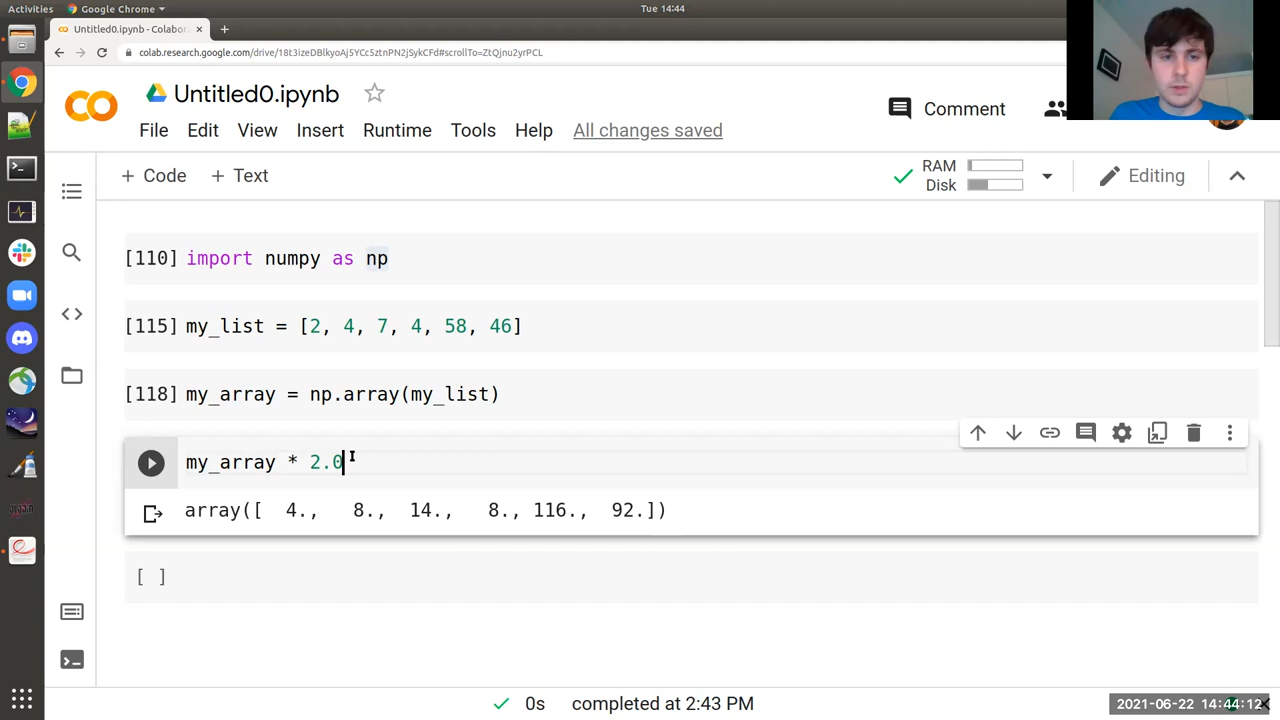 Activities Google Chrome Tue 14:44
Untitled0.ipynb - Colabora
colab.research.google.com/drive/18t3izeDBlkyoAj5YCc5ztnPN2jSykCFd#scrollTo=ZtQjnu2yrPCL
Untitled0.ipynb
Comment
File Edit View Insert Runtime Tools Help All changes saved
+ Code + Text
RAM
Disk
Editing
[110] import numpy as np
[115] my_list = [2, 4, 7, 4, 58, 46]
[118] my_array = np.array(my_list)
my_array * 2.0
array([ 4., 8., 14., 8., 116., 92.])
[ ]
0s completed at 2:43 PM
2021-06-22 14:44:12